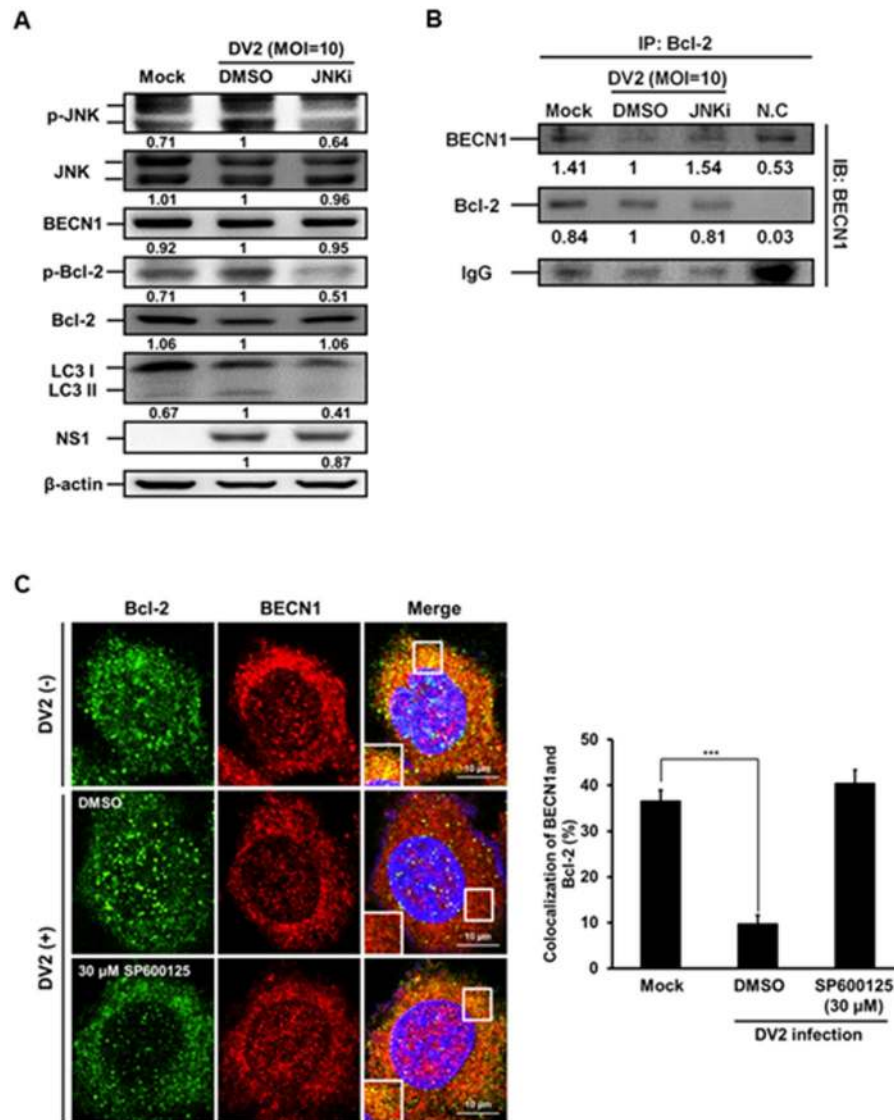 A
DV2 (MOI=10)
Mock DMSO JNKi
p-JNK
0.71 1 0.64
JNK
1.01 1 0.96
BECN1
0.92 1 0.95
p-Bcl-2
0.71 1 0.51
Bcl-2
1.06 1 1.06
LC3 I
LC3 II
0.67 1 0.41
NS1
1 0.87
β-actin
B
IP: Bcl-2
DV2 (MOI=10)
Mock DMSO JNKi N.C
BECN1
1.41 1 1.54 0.53
Bcl-2
0.84 1 0.81 0.03
IgG
IB: BECN1
C
Bcl-2 BECN1 Merge
DV2 (-)
10 µm
DV2 (+)
DMSO
10 µm
30 µM SP600125
10 µm
Colocalization of BECN1and
Bcl-2 (%)
50
40
30
20
10
0
***
Mock DMSO SP600125
(30 µM)
DV2 infection